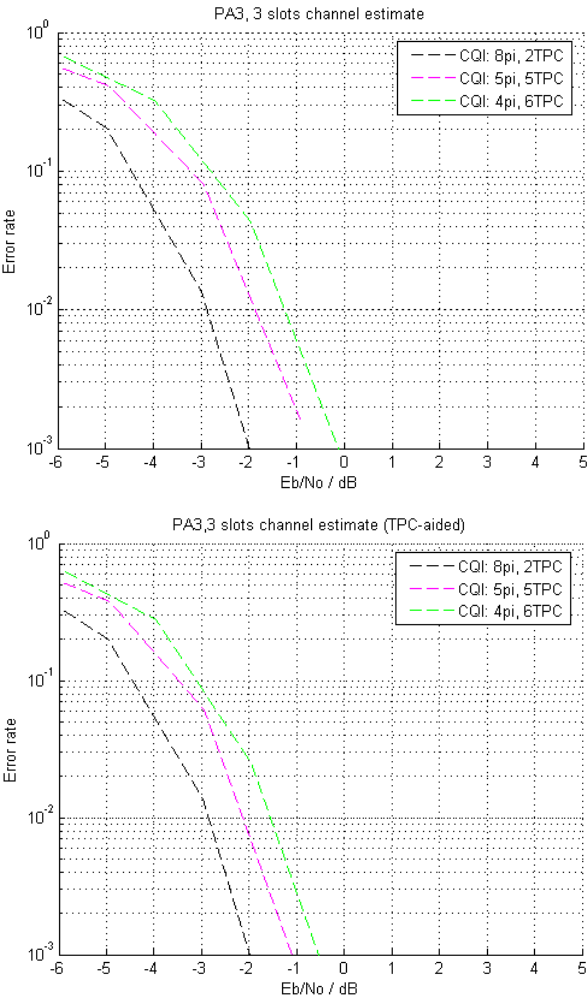 PA3, 3 slots channel estimate
10^0
CQI: 8pi, 2TPC
CQI: 5pi, 5TPC
CQI: 4pi, 6TPC
10^-1
Error rate
10^-2
10^-3
-6 -5 -4 -3 -2 -1 0 1 2 3 4 5
Eb/No / dB
PA3,3 slots channel estimate (TPC-aided)
10^0
CQI: 8pi, 2TPC
CQI: 5pi, 5TPC
CQI: 4pi, 6TPC
10^-1
Error rate
10^-2
10^-3
-6 -5 -4 -3 -2 -1 0 1 2 3 4 5
Eb/No / dB